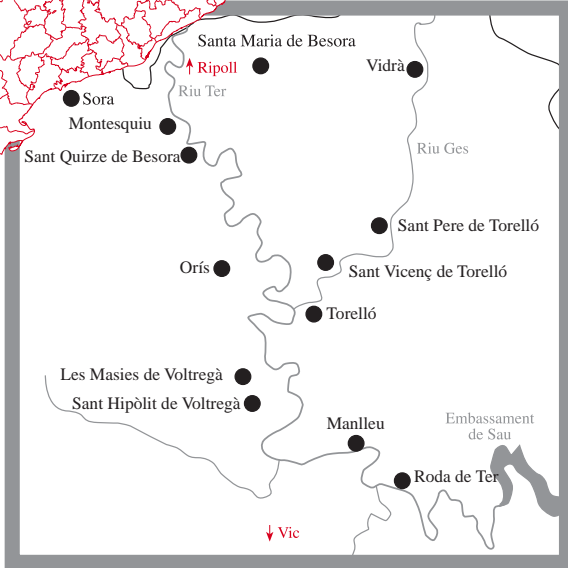 Santa Maria de Besora
Ripoll
Vidrà
Riu Ter
Sora
Montesquiu
Riu Ges
Sant Quirze de Besora
Sant Pere de Torelló
Orís
Sant Vicenç de Torelló
Torelló
Les Masies de Voltregà
Sant Hipòlit de Voltregà
Manlleu
Embassament
de Sau
Roda de Ter
Vic